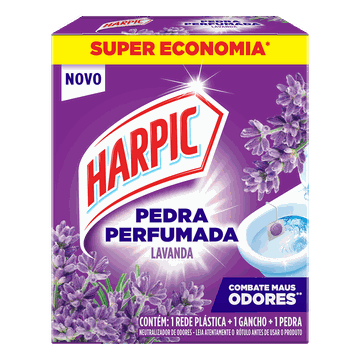 SUPER ECONOMIA*
NOVO
HARPIC
PEDRA
PERFUMADA
LAVANDA
COMBATE MAUS
ODORES**
CONTÉM: 1 REDE PLÁSTICA + 1 GANCHO + 1 PEDRA
NEUTRALIZADOR DE ODORES - LEIA ATENTAMENTE O RÓTULO ANTES DE USAR O PRODUTO